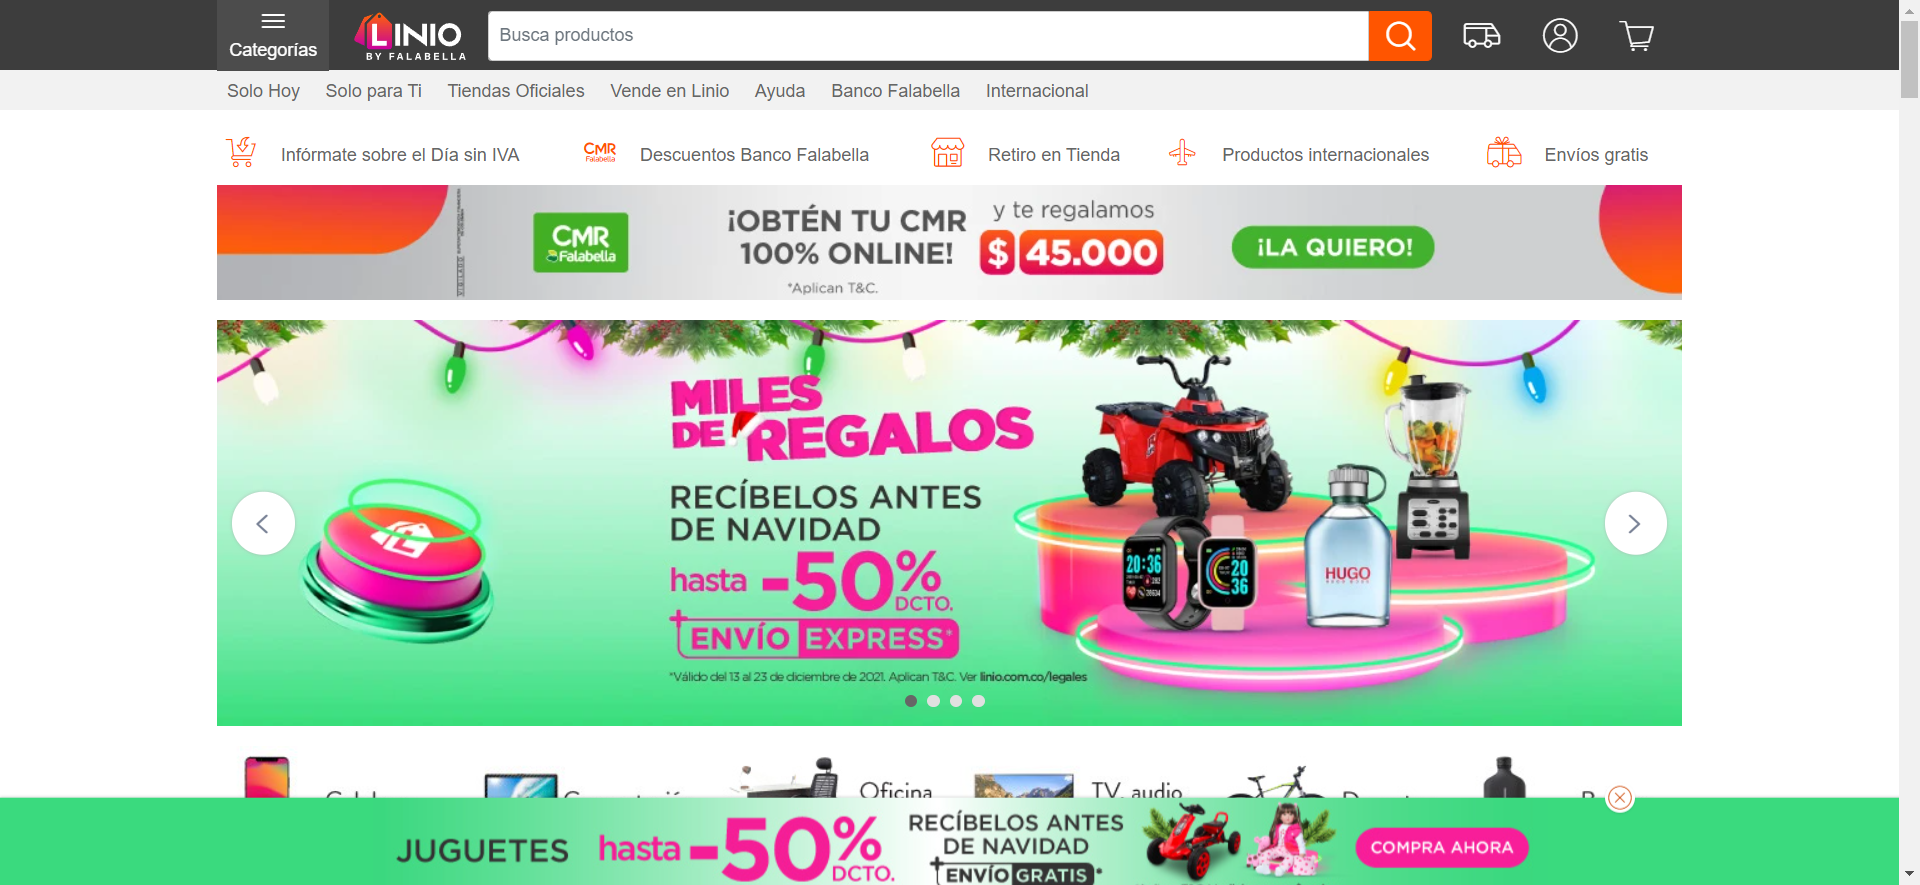 Categorías
LINIO
BY FALABELLA
Busca productos
Solo Hoy
Solo para Ti
Tiendas Oficiales
Vende en Linio
Ayuda
Banco Falabella
Internacional
Infórmate sobre el Día sin IVA
CMR
Falabella
Descuentos Banco Falabella
Retiro en Tienda
Productos internacionales
Envíos gratis
VIGILADO
CMR
Falabella
¡OBTÉN TU CMR
100% ONLINE!
*Aplican T&C.
y te regalamos
$ 45.000
¡LA QUIERO!
MILES
DE REGALOS
RECÍBELOS ANTES
DE NAVIDAD
hasta -50% DCTO.
+ ENVÍO EXPRESS*
*Válido del 13 al 23 de diciembre de 2021. Aplican T&C. Ver linio.com.co/legales
20:36
20
36
HUGO
Oficina
TV, audio
JUGUETES
hasta -50% DCTO.
RECÍBELOS ANTES
DE NAVIDAD
+ ENVÍO GRATIS*
COMPRA AHORA